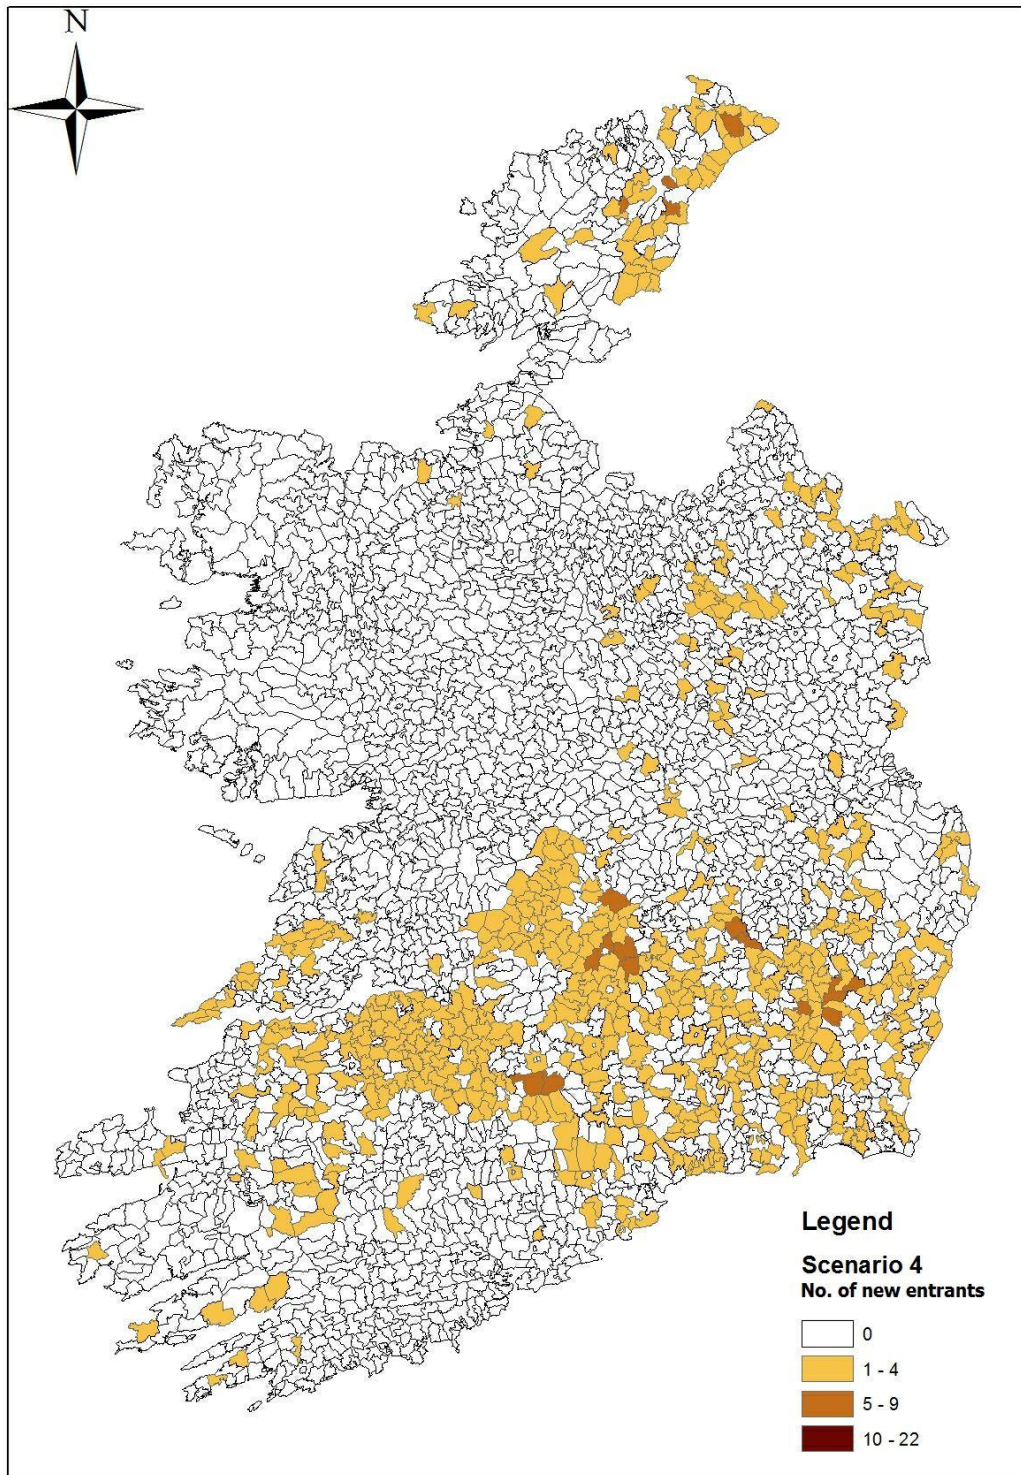 N
Legend
Scenario 4
No. of new entrants
0
1 - 4
5 - 9
10 - 22